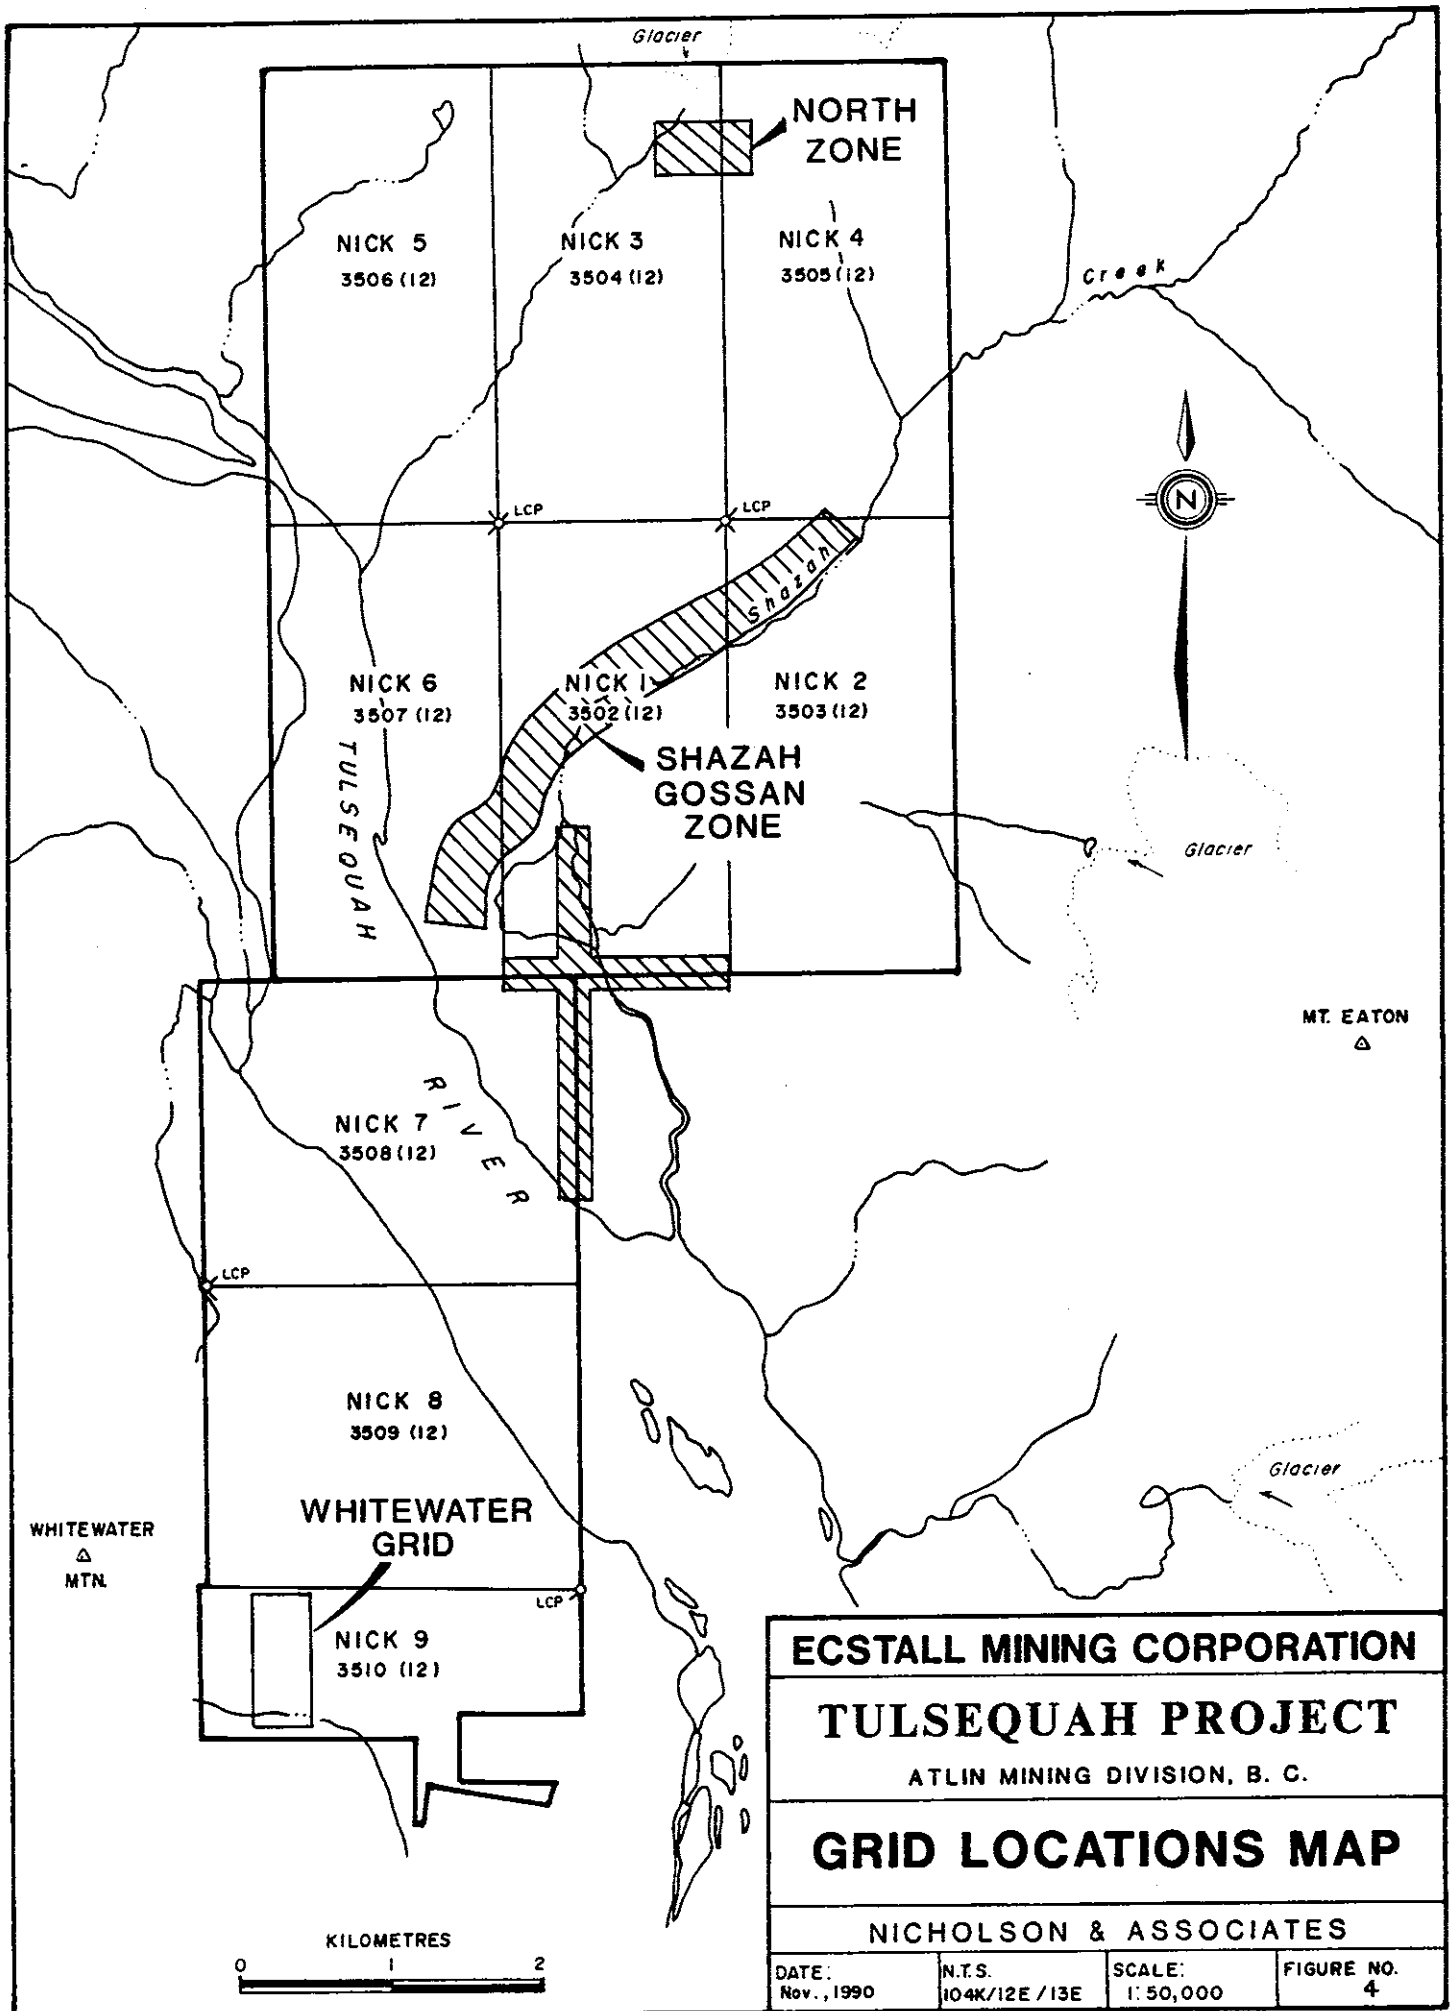 Glacier
NORTH
ZONE
NICK 5
3506 (12)
NICK 3
3504 (12)
NICK 4
3505 (12)
Creek
LCP
LCP
N
Shazah
NICK 6
3507 (12)
NICK 1
3502 (12)
NICK 2
3503 (12)
TULSEQUAH
SHAZAH
GOSSAN
ZONE
Glacier
MT. EATON
RIVER
NICK 7
3508 (12)
LCP
NICK 8
3509 (12)
Glacier
WHITEWATER
GRID
WHITEWATER
MTN.
LCP
NICK 9
3510 (12)
ECSTALL MINING CORPORATION
TULSEQUAH PROJECT
ATLIN MINING DIVISION, B. C.
GRID LOCATIONS MAP
NICHOLSON & ASSOCIATES
DATE:
Nov., 1990
N.T.S.
104K/12E/13E
SCALE:
1:50,000
FIGURE NO.
4
KILOMETRES
0 1 2